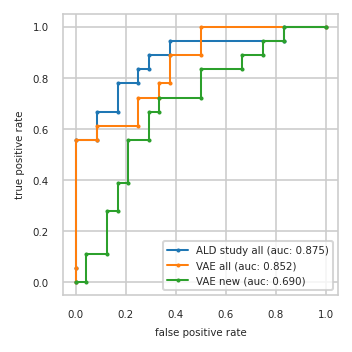 1.0
0.8
0.6
0.4
0.2
0.0
true positive rate
ALD study all (auc: 0.875)
VAE all (auc: 0.852)
VAE new (auc: 0.690)
0.0 0.2 0.4 0.6 0.8 1.0
false positive rate